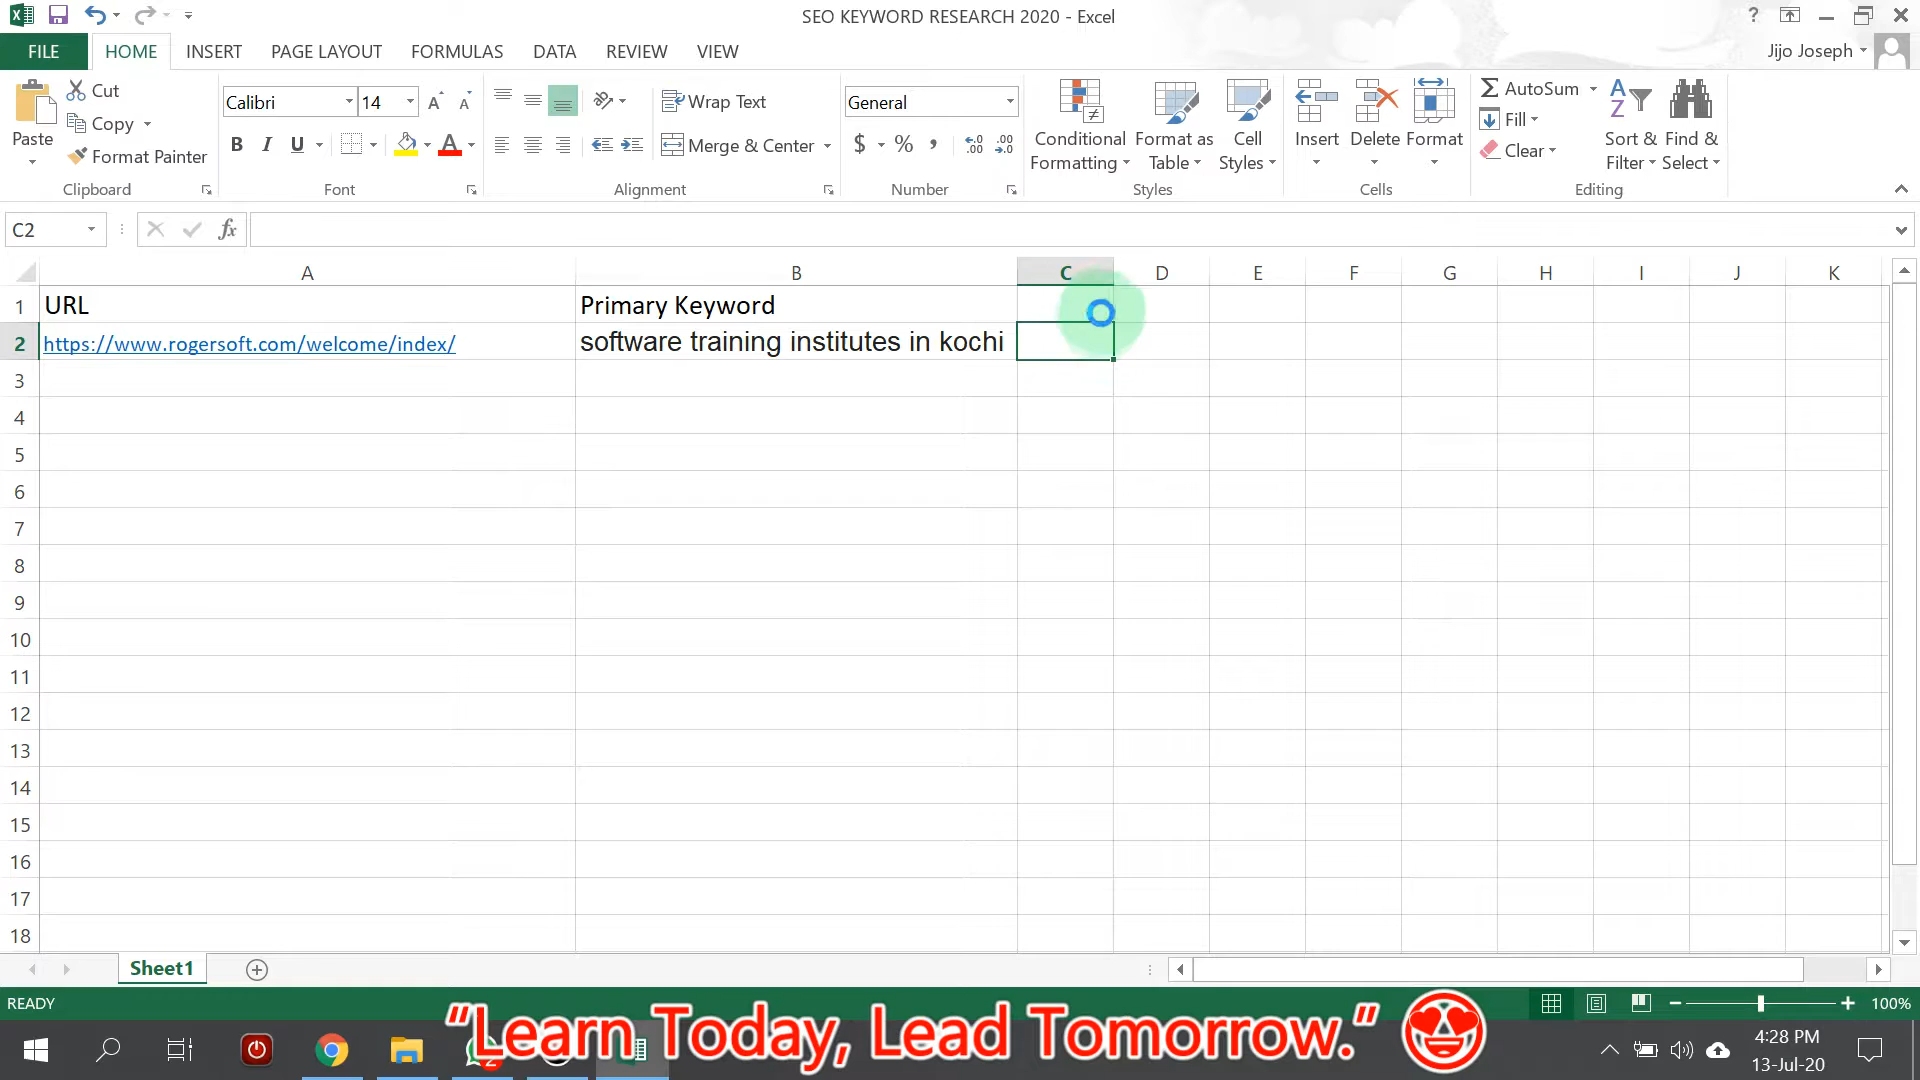 SEO KEYWORD RESEARCH 2020 - Excel
?
FILE HOME INSERT PAGE LAYOUT FORMULAS DATA REVIEW VIEW
Jijo Joseph
Paste
Cut
Copy
Format Painter
Clipboard
Calibri 14
B I U A
Font
Wrap Text
Merge & Center
Alignment
General
$ % ,
Number
Conditional Formatting
Format as Table
Cell Styles
Styles
Insert
Delete
Format
Cells
AutoSum
Fill
Clear
Sort & Filter
Find & Select
Editing
C2 fx
A B C D E F G H I J K
1 URL Primary Keyword
2 https://www.rogersoft.com/welcome/index/ software training institutes in kochi
3
4
5
6
7
8
9
10
11
12
13
14
15
16
17
18
Sheet1
READY
100%
“Learn Today, Lead Tomorrow.”
2
4:28 PM
13-Jul-20